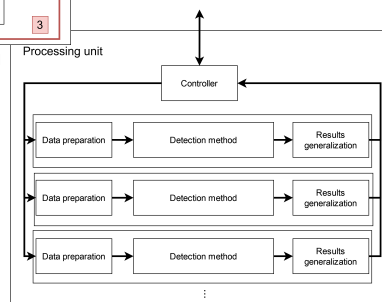 3
Processing unit
Controller
Data preparation
Detection method
Results
generalization
Data preparation
Detection method
Results
generalization
Data preparation
Detection method
Results
generalization
⋮